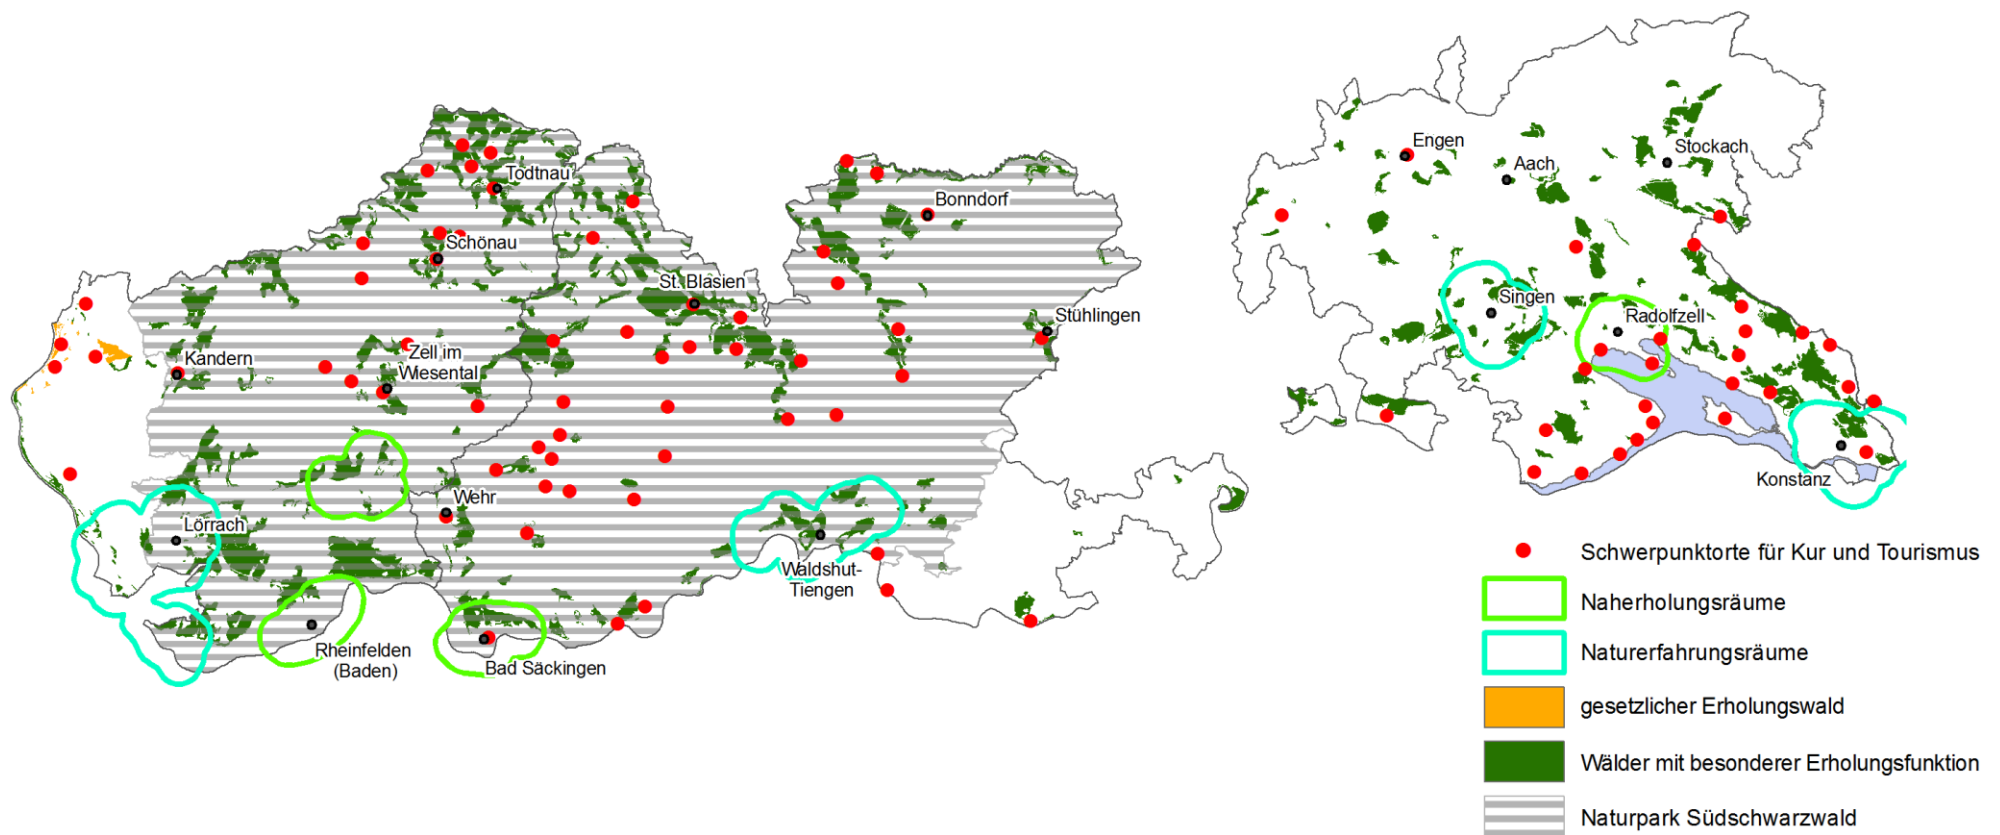 Engen
Stockach
Aach
Todtnau
Bonndorf
Schönau
St. Blasien
Singen
Stühlingen
Radolfzell
Kandern
Zell im
Wiesental
Wehr
Konstanz
Lörrach
Waldshut-
Tiengen
Rheinfelden
(Baden)
Bad Säckingen
Schwerpunktorte für Kur und Tourismus
Naherholungsräume
Naturerfahrungsräume
gesetzlicher Erholungswald
Wälder mit besonderer Erholungsfunktion
Naturpark Südschwarzwald